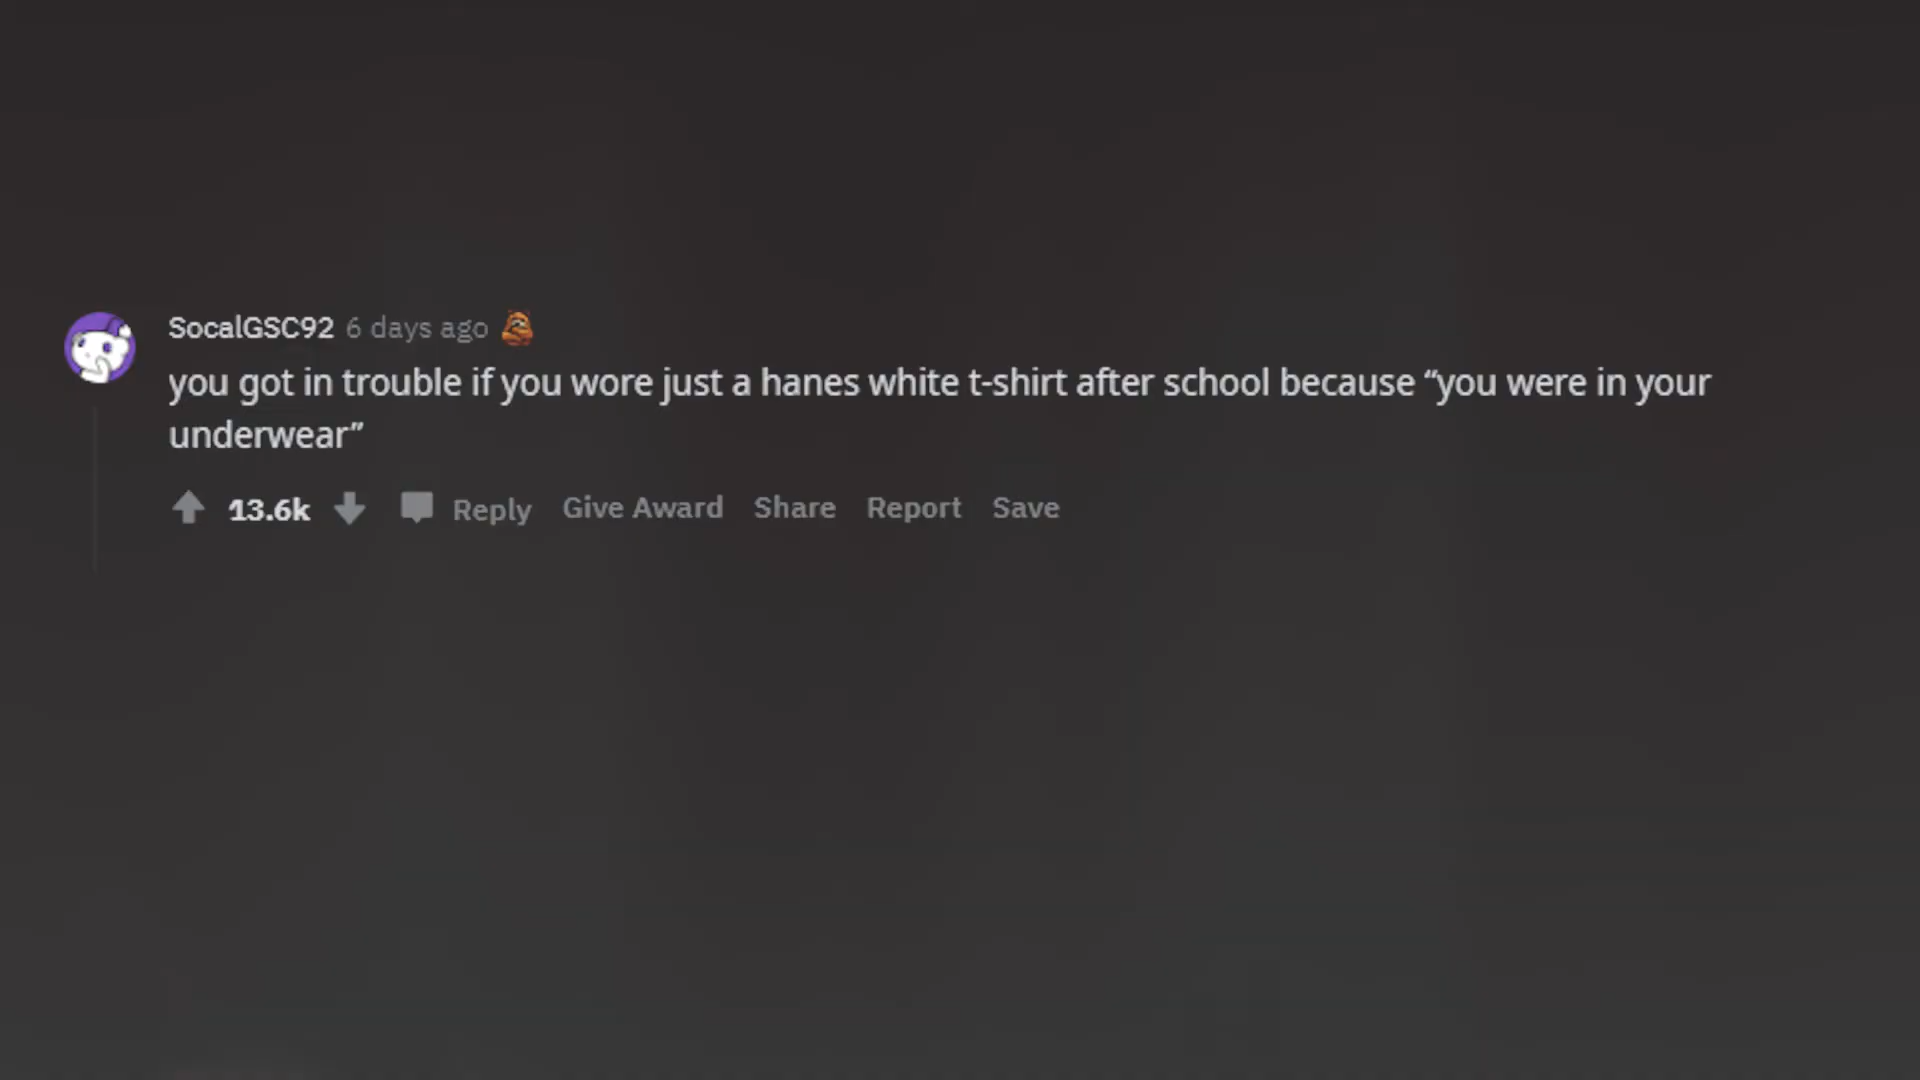 SocalGSC92 6 days ago
you got in trouble if you wore just a hanes white t-shirt after school because “you were in your
underwear”
13.6k Reply Give Award Share Report Save